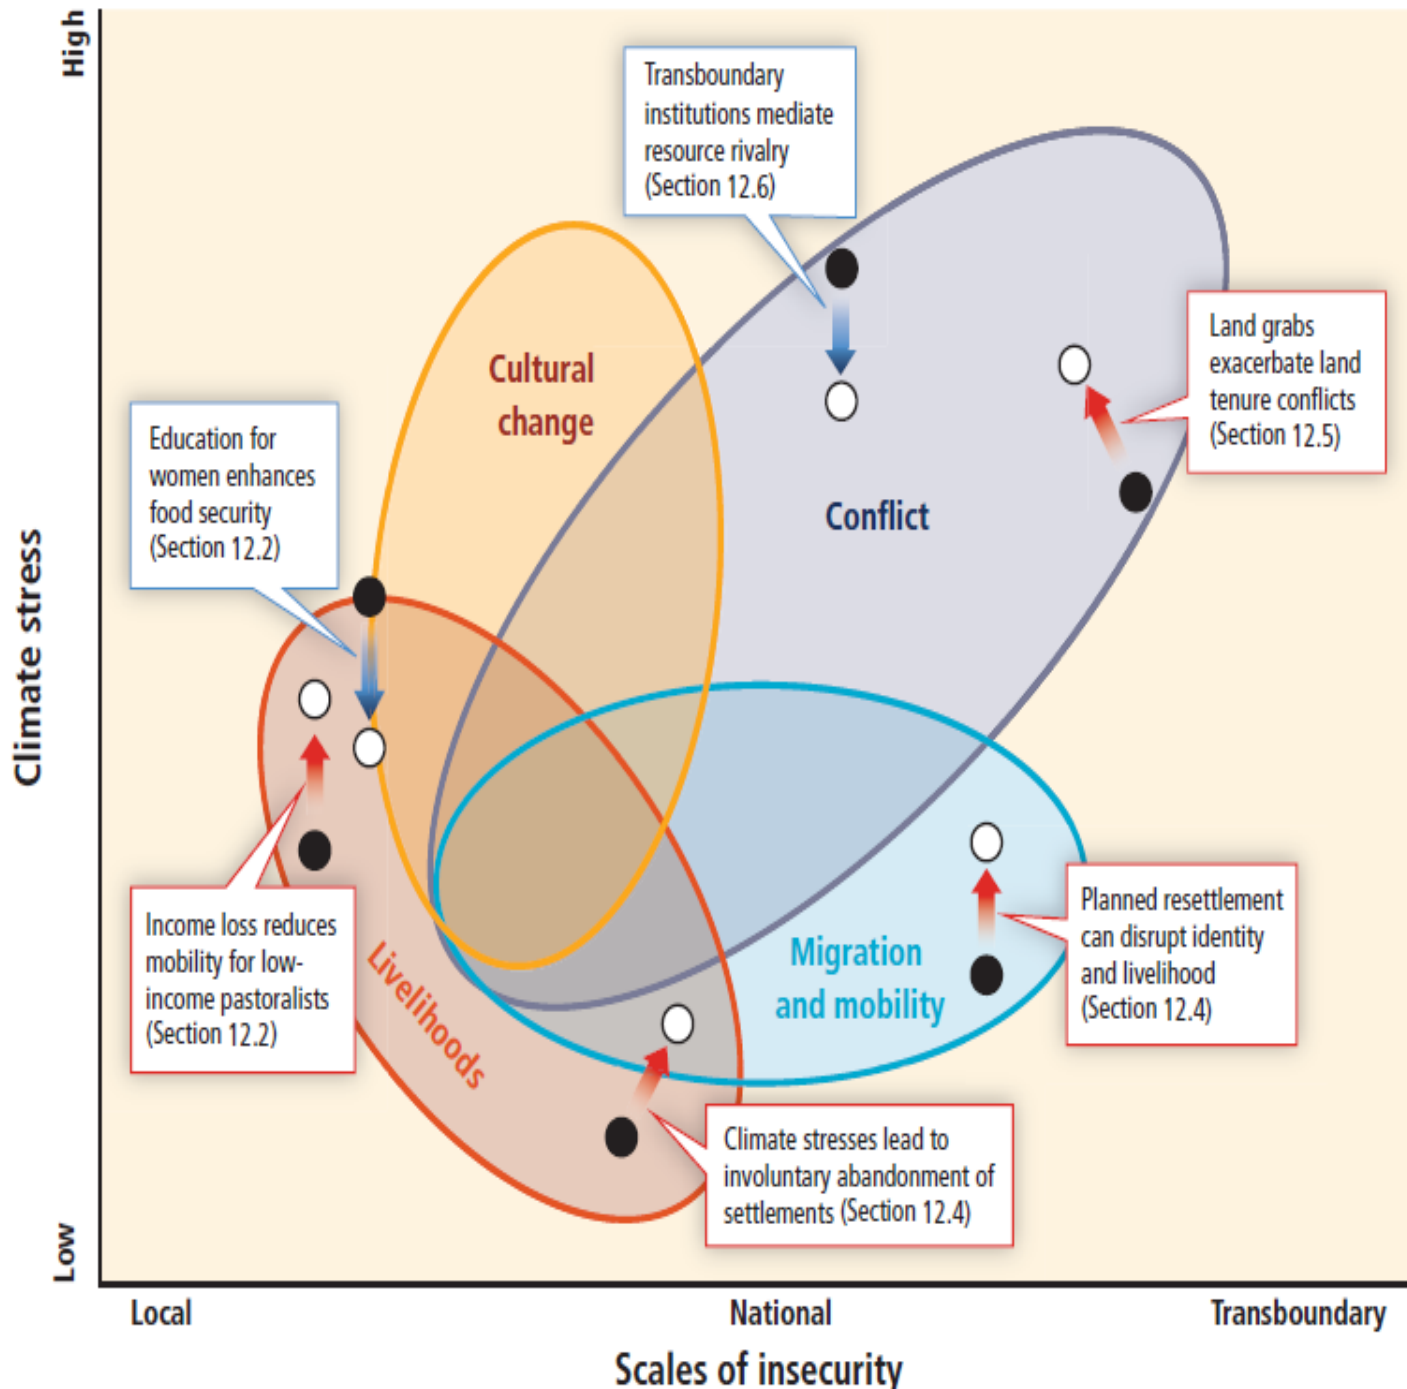 High
Transboundary
institutions mediate
resource rivalry
(Section 12.6)
Land grabs
exacerbate land
tenure conflicts
(Section 12.5)
Cultural
change
Education for
women enhances
food security
(Section 12.2)
Conflict
Climate stress
Income loss reduces
mobility for low-
income pastoralists
(Section 12.2)
Livelihoods
Migration
and mobility
Planned resettlement
can disrupt identity
and livelihood
(Section 12.4)
Climate stresses lead to
involuntary abandonment of
settlements (Section 12.4)
Low
Local
National
Transboundary
Scales of insecurity